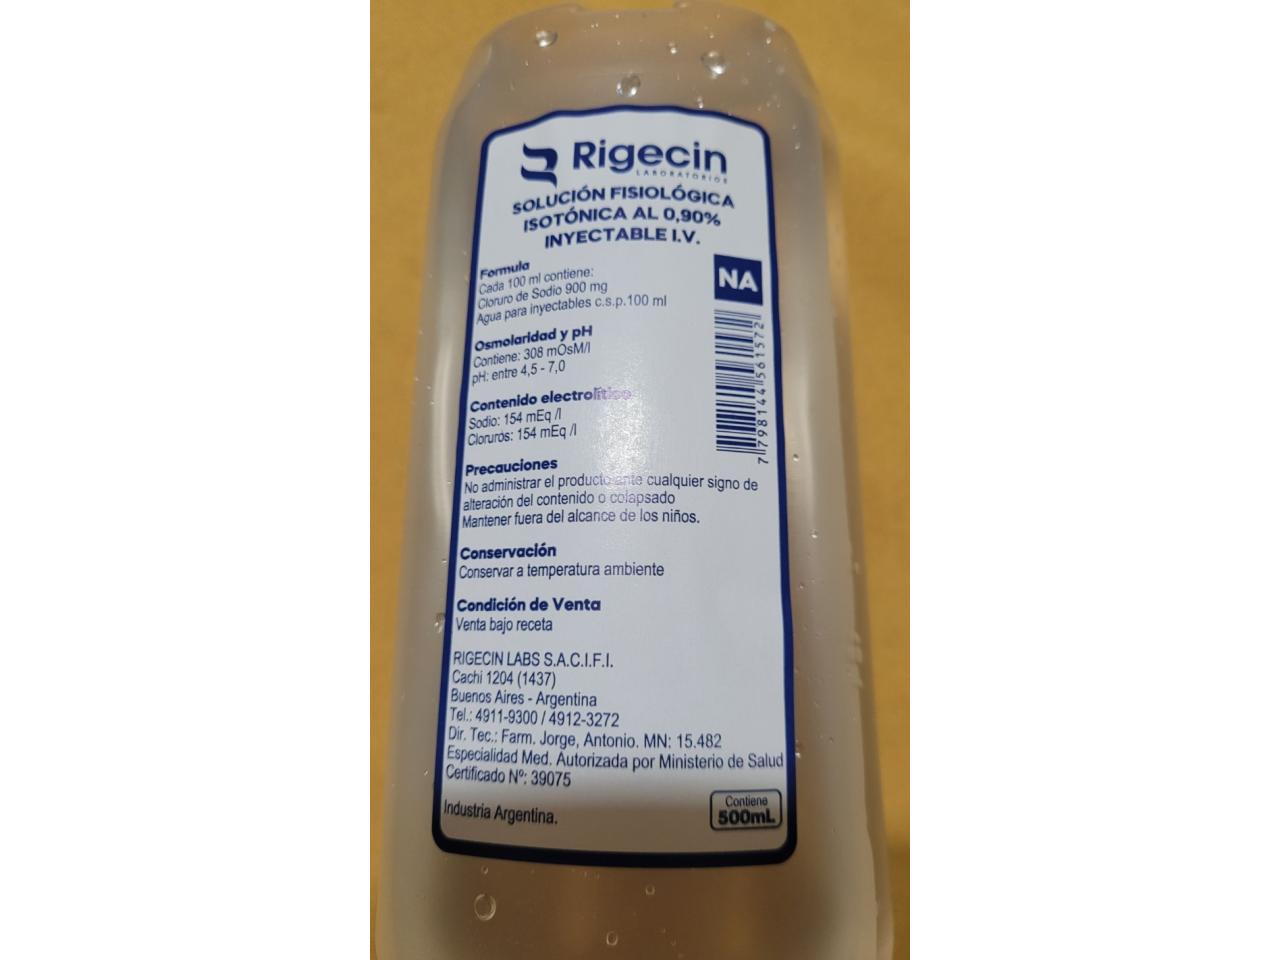 Rigecin
LABORATORIOS
SOLUCIÓN FISIOLÓGICA
ISOTÓNICA AL 0,90%
INYECTABLE I.V.
NA
Formula
Cada 100 ml contiene:
Cloruro de Sodio 900 mg
Agua para inyectables c.s.p.100 ml
7798144561572
Osmolaridad y pH
Contiene: 308 mOsM/l
pH: entre 4,5 - 7,0
Contenido electrolítico
Sodio: 154 mEq /l
Cloruros: 154 mEq /l
Precauciones
No administrar el producto ante cualquier signo de
alteración del contenido o colapsado
Mantener fuera del alcance de los niños.
Conservación
Conservar a temperatura ambiente
Condición de Venta
Venta bajo receta
RIGECIN LABS S.A.C.I.F.I.
Cachi 1204 (1437)
Buenos Aires - Argentina
Tel.: 4911-9300 / 4912-3272
Dir. Tec.: Farm. Jorge, Antonio. MN: 15.482
Especialidad Med. Autorizada por Ministerio de Salud
Certificado Nº: 39075
Industria Argentina.
Contiene
500mL